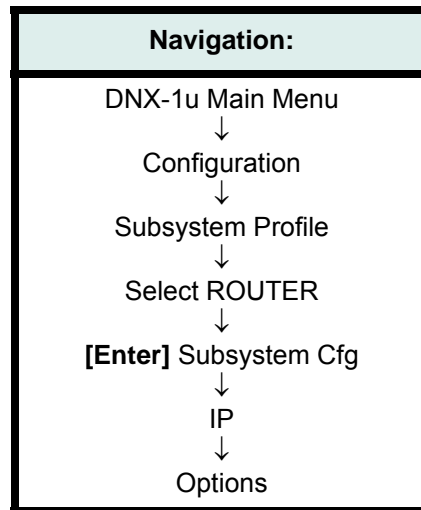 Navigation:
DNX-1u Main Menu
↓
Configuration
↓
Subsystem Profile
↓
Select ROUTER
↓
[Enter] Subsystem Cfg
↓
IP
↓
Options